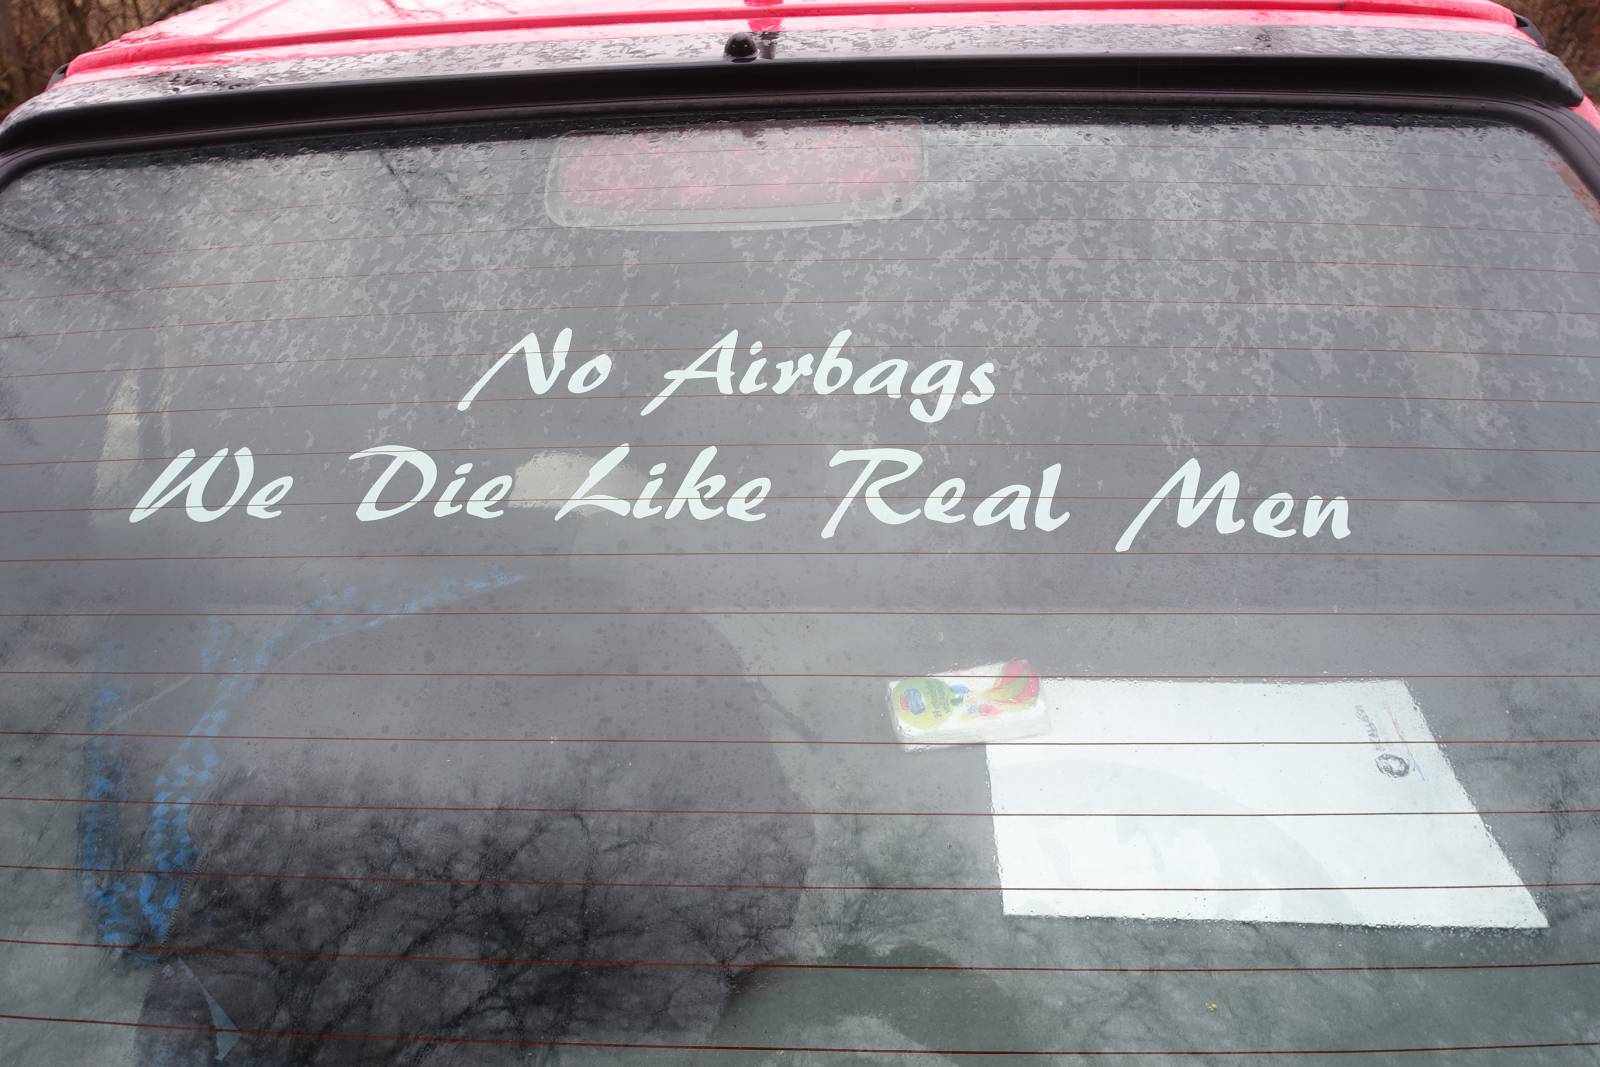 No Airbags
We Die Like Real Men